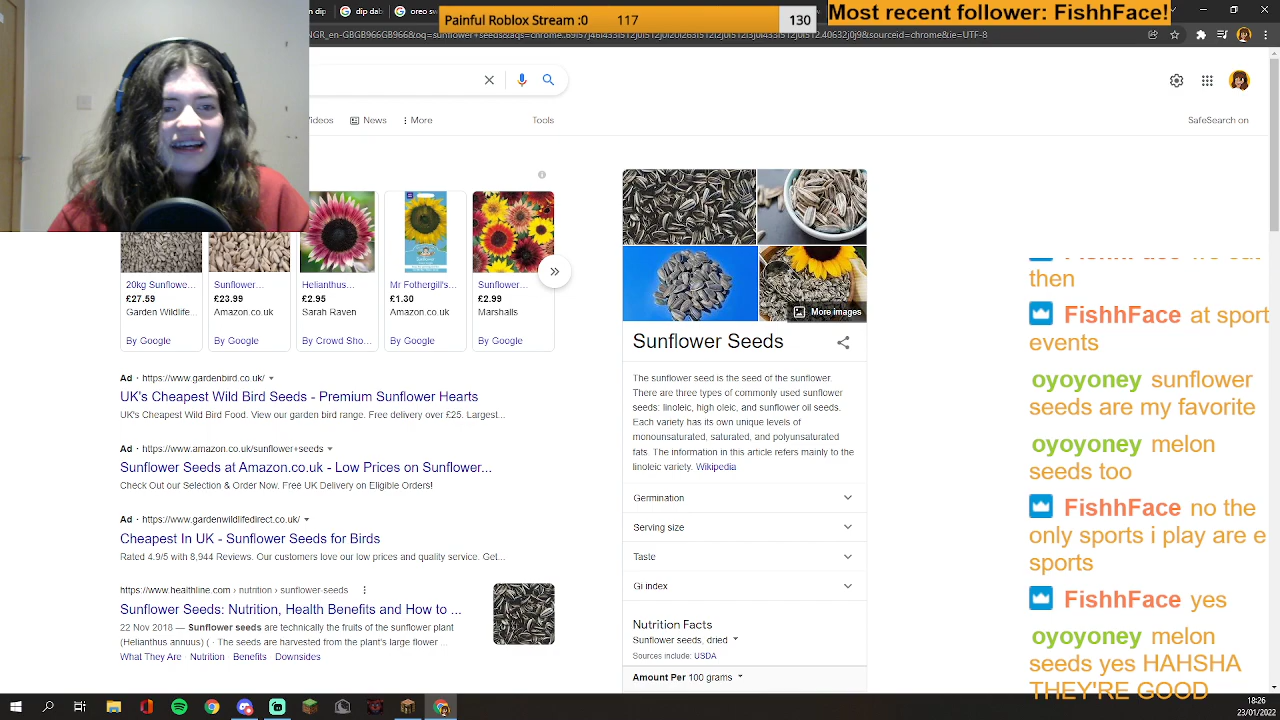 Painful Roblox Stream :0 117 130
Most recent follower: FishhFace!
News
More
Tools
SafeSearch on
20kg Sunflowe...
£27.59
Garden Wildlife...
By Google
Sunflower...
£23.99
Amazon.co.uk
By Google
Helianthus...
£2.95
Sarah Raven
By Crowd Sho...
Mr Fothergill's...
£1.30
Amazon.co.uk
By Google
Sunflower...
£2.99
Marshalls
By Google
Ad · https://www.gardenbird.co.uk/
UK's Cheapest Wild Bird Seeds - Premium Sunflower Hearts
UK's Cheapest Wild Bird Food. View our garden bird range. Free delivery over £25. Largest...
Ad · https://www.amazon.co.uk/sunflower+seeds
Sunflower Seeds at Amazon.co.uk - Low Prices on Sunflower...
Check Out our Selection & Order Now. Free UK Delivery on Eligible Orders!
Ad · https://www.gardenwildlifedirect.co.uk/
Cheapest In UK - Sunflower Seeds for Birds
Rated 4.9/5 with 8,944 Reviews. Our customers love our low prices and quality service. Get...
https://www.healthline.com › nutrition › sunflower-seeds
Sunflower Seeds: Nutrition, Health Benefits and How to ...
22 Nov 2018 — Sunflower seeds are technically the fruits of the sunflower plant
(Helianthus annuus) ( · The seeds are harvested from the plant's large flower ...
What They Are · Nutrition · Benefits · Downsides
More images
Sunflower Seeds
The sunflower seed is the seed of the sunflower.
There are three types of commonly used sunflower
seeds: linoleic, high oleic, and sunflower oil seeds.
Each variety has its own unique levels of
monounsaturated, saturated, and polyunsaturated
fats. The information in this article refers mainly to the
linoleic variety. Wikipedia
Germination
Serving size
Taste
Gi index
Nutrition Facts
Sunflower seeds, dried
Sources include: USDA
Amount Per 100 grams
then
FishhFace at sport
events
oyoyoney sunflower
seeds are my favorite
oyoyoney melon
seeds too
FishhFace no the
only sports i play are e
sports
FishhFace yes
oyoyoney melon
seeds yes HAHSHA
THEY'RE GOOD
18:26
23/01/2022